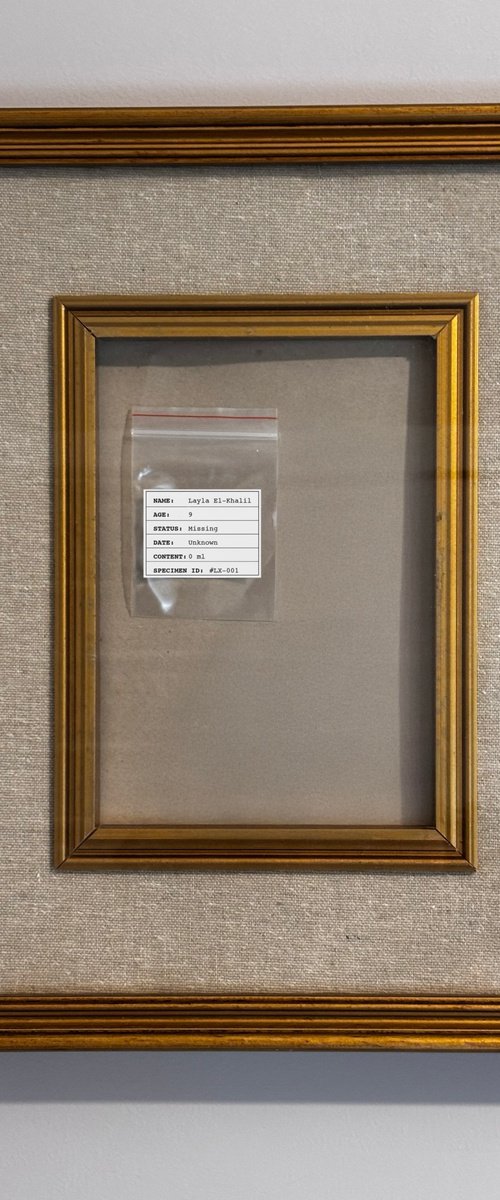 NAME: Layla El-Khalil
AGE: 9
STATUS: Missing
DATE: Unknown
CONTENT: 0 ml
SPECIMEN ID: #LX-001